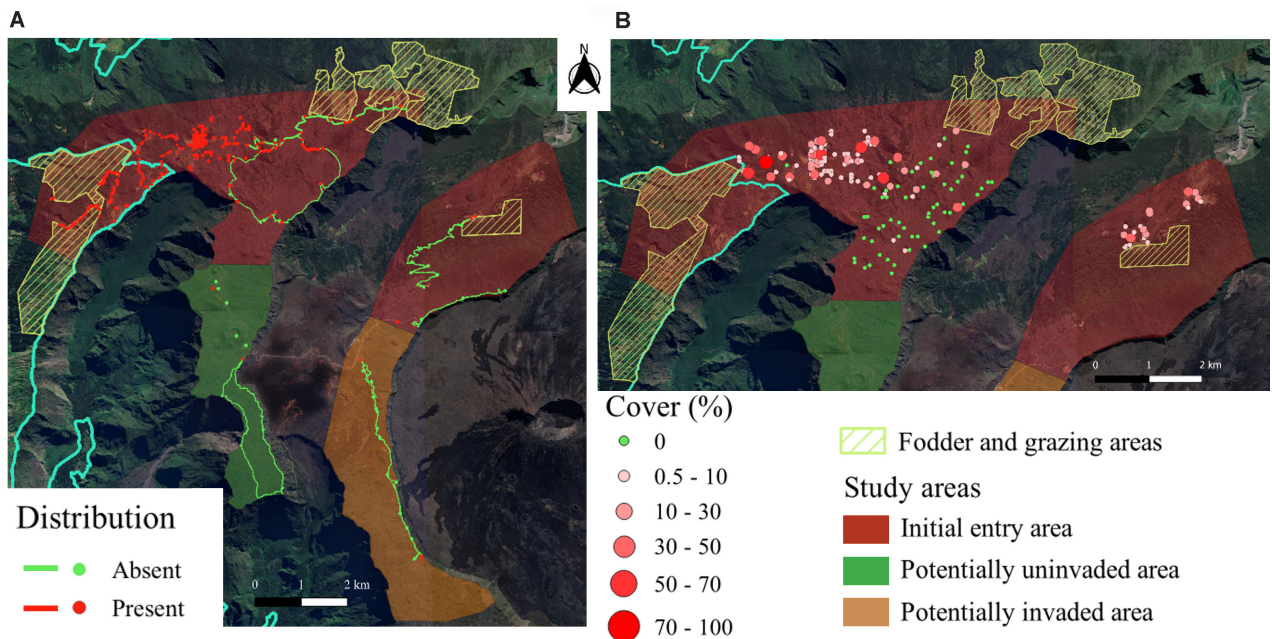 A
B
N
0 1 2 km
0 1 2 km
Distribution
Absent
Present
Cover (%)
0
0.5 - 10
10 - 30
30 - 50
50 - 70
70 - 100
Fodder and grazing areas
Study areas
Initial entry area
Potentially uninvaded area
Potentially invaded area